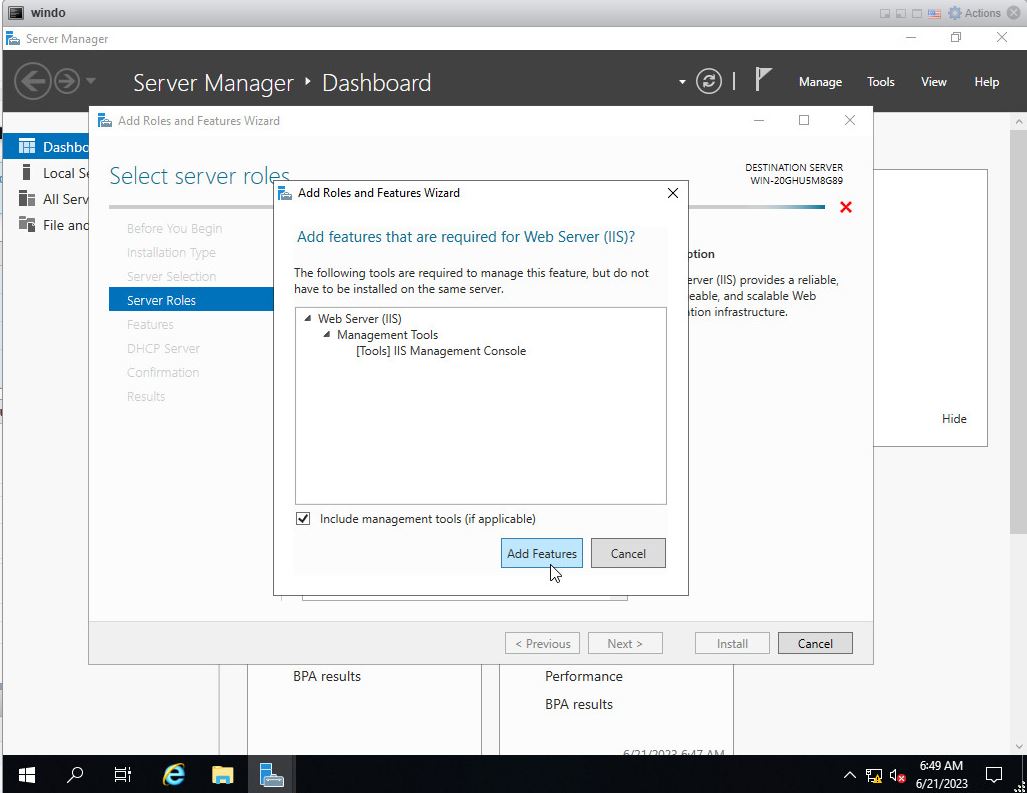 windo
Actions
Server Manager
Server Manager ‣ Dashboard
Manage Tools View Help
Add Roles and Features Wizard
Dashbo
Local Se
All Serv
File and
Select server roles
DESTINATION SERVER
WIN-20GHU5M8G89
Before You Begin
Installation Type
Server Selection
Server Roles
Features
DHCP Server
Confirmation
Results
Add Roles and Features Wizard
Add features that are required for Web Server (IIS)?
The following tools are required to manage this feature, but do not
have to be installed on the same server.
Web Server (IIS)
Management Tools
[Tools] IIS Management Console
Include management tools (if applicable)
Add Features Cancel
ption
erver (IIS) provides a reliable,
eable, and scalable Web
ation infrastructure.
Hide
< Previous Next > Install Cancel
BPA results
Performance
BPA results
6/21/2023 6:47 AM
6:49 AM
6/21/2023